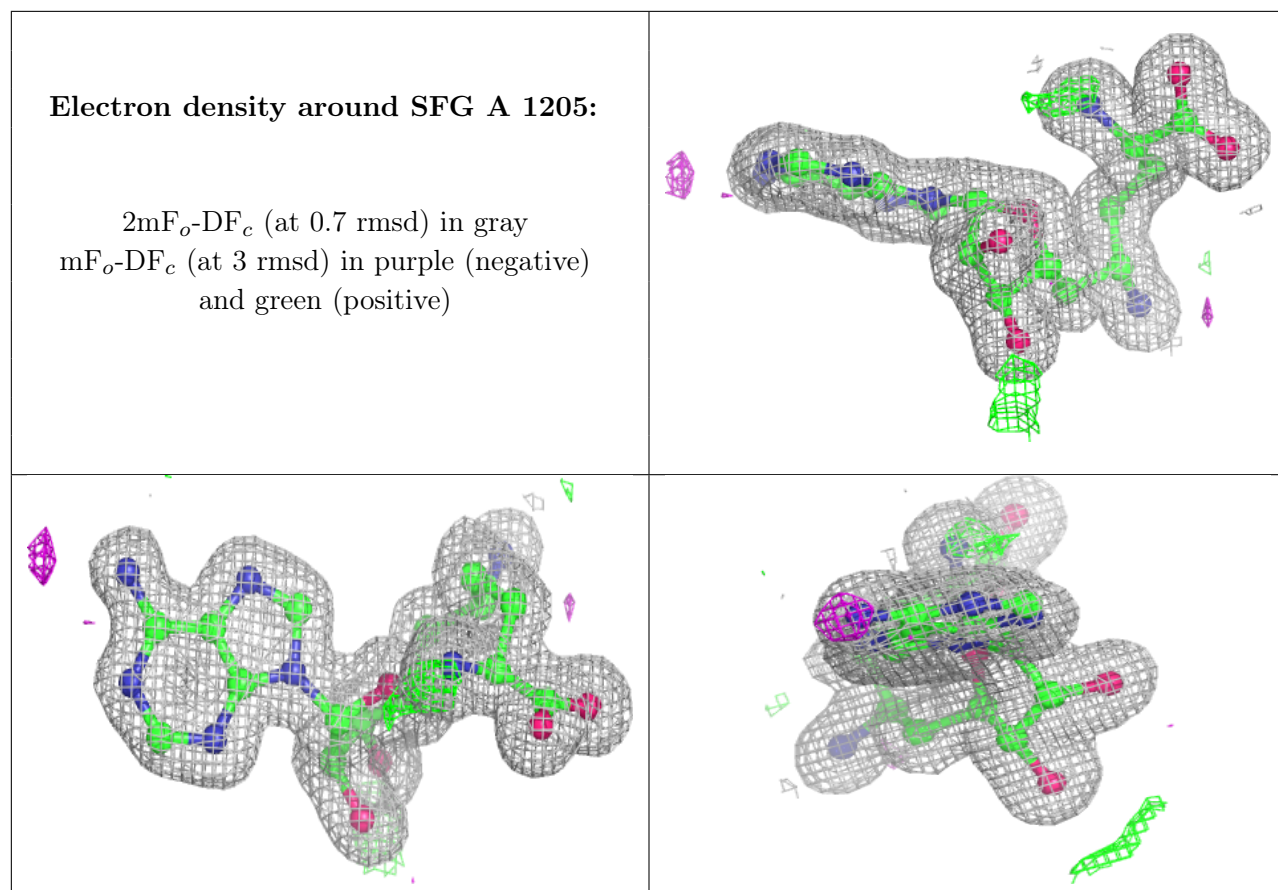 Electron density around SFG A 1205:
2mFo-DFc (at 0.7 rmsd) in gray
mFo-DFc (at 3 rmsd) in purple (negative)
and green (positive)